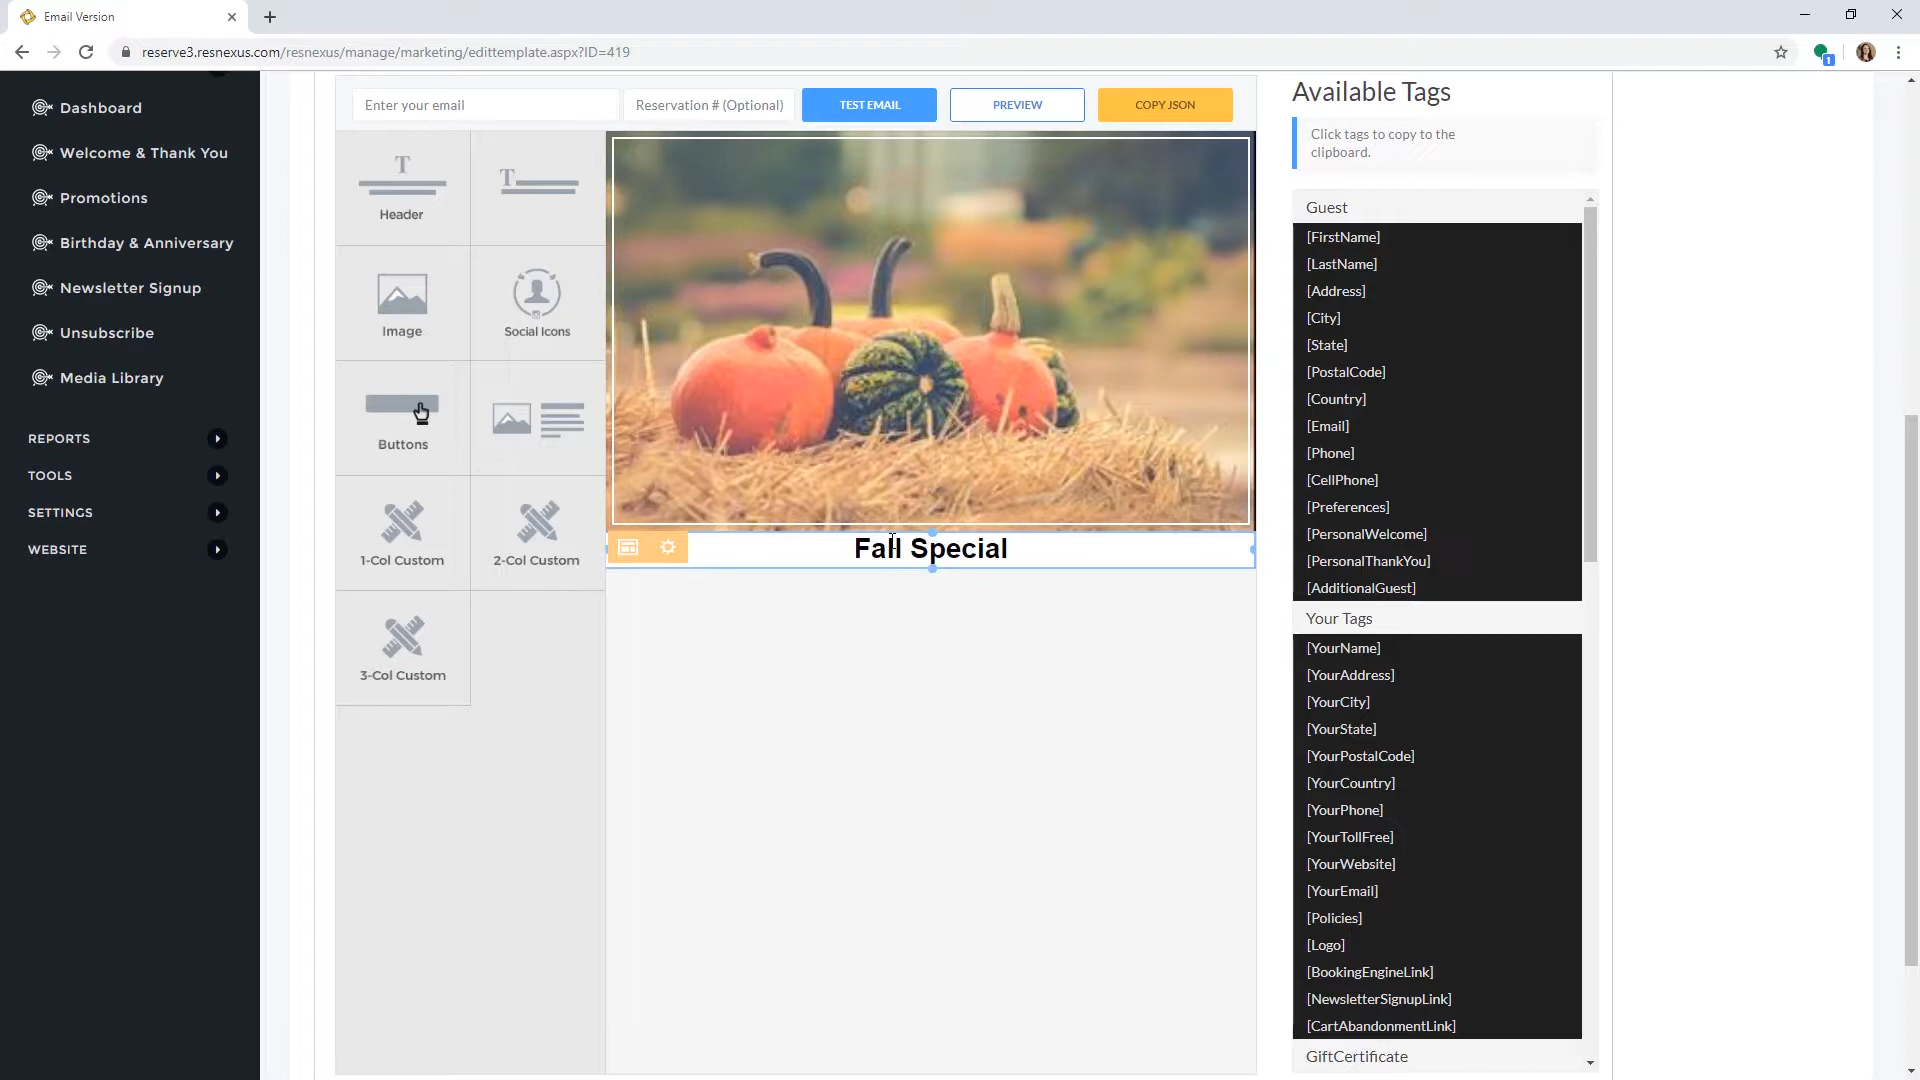 Email Version
reserve3.resnexus.com/resnexus/manage/marketing/edittemplate.aspx?ID=419
1
Dashboard
Welcome & Thank You
Promotions
Birthday & Anniversary
Newsletter Signup
Unsubscribe
Media Library
REPORTS
TOOLS
SETTINGS
WEBSITE
Enter your email
Reservation # (Optional)
TEST EMAIL
PREVIEW
COPY JSON
T
Header
T
Image
Social Icons
Buttons
1-Col Custom
2-Col Custom
3-Col Custom
Fall Special
Available Tags
Click tags to copy to the
clipboard.
Guest
[FirstName]
[LastName]
[Address]
[City]
[State]
[PostalCode]
[Country]
[Email]
[Phone]
[CellPhone]
[Preferences]
[PersonalWelcome]
[PersonalThankYou]
[AdditionalGuest]
Your Tags
[YourName]
[YourAddress]
[YourCity]
[YourState]
[YourPostalCode]
[YourCountry]
[YourPhone]
[YourTollFree]
[YourWebsite]
[YourEmail]
[Policies]
[Logo]
[BookingEngineLink]
[NewsletterSignupLink]
[CartAbandonmentLink]
GiftCertificate